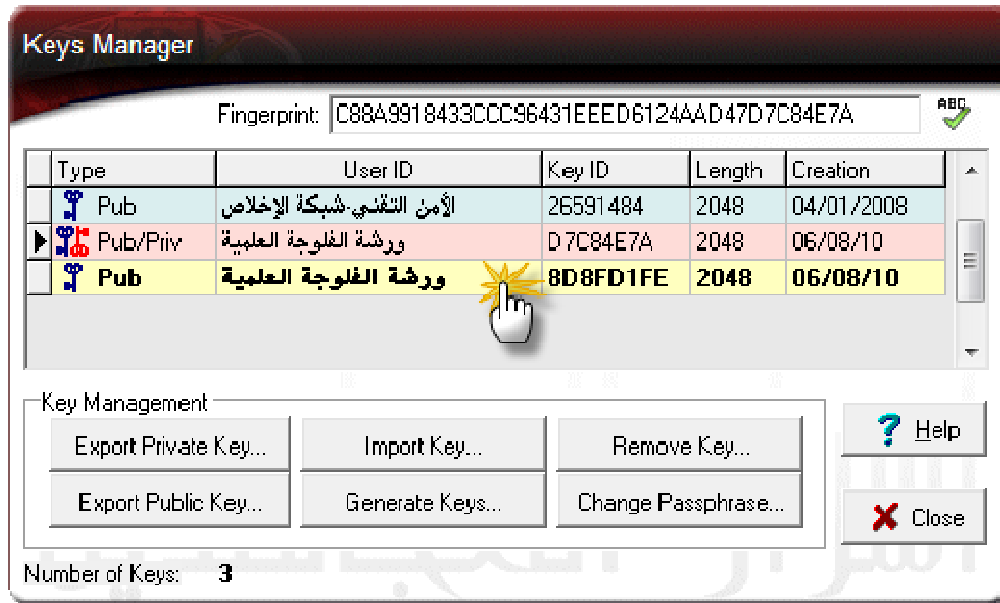 Keys Manager
Fingerprint: C88A9918433CCC96431EEED6124AAD47D7C84E7A
ABC
Type User ID Key ID Length Creation
Pub الأمن التقني-شبكة الإخلاص 26591484 2048 04/01/2008
Pub/Priv ورشة الفلوجة العلمية D7C84E7A 2048 06/08/10
Pub ورشة الفلوجة العلمية 8D8FD1FE 2048 06/08/10
Key Management
Export Private Key... Import Key... Remove Key... Help
Export Public Key... Generate Keys... Change Passphrase... Close
Number of Keys: 3